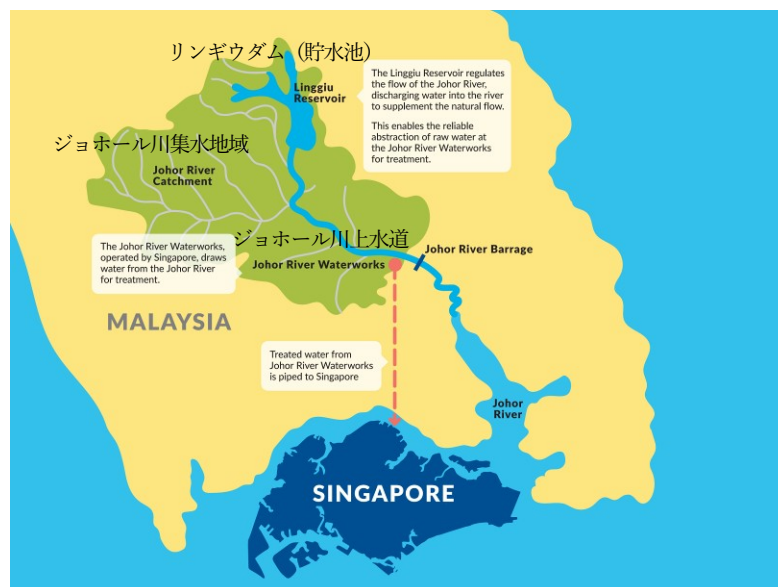 リンギウダム（貯水池）
Linggiu
Reservoir
The Linggiu Reservoir regulates
the flow of the Johor River,
discharging water into the river
to supplement the natural flow.
This enables the reliable
abstraction of raw water at
the Johor River Waterworks
for treatment.
ジョホール川集水地域
Johor River
Catchment
The Johor River Waterworks,
operated by Singapore, draws
water from the Johor River
for treatment.
ジョホール川上水道
Johor River Waterworks
Johor River Barrage
MALAYSIA
Treated water from
Johor River Waterworks
is piped to Singapore
Johor
River
SINGAPORE